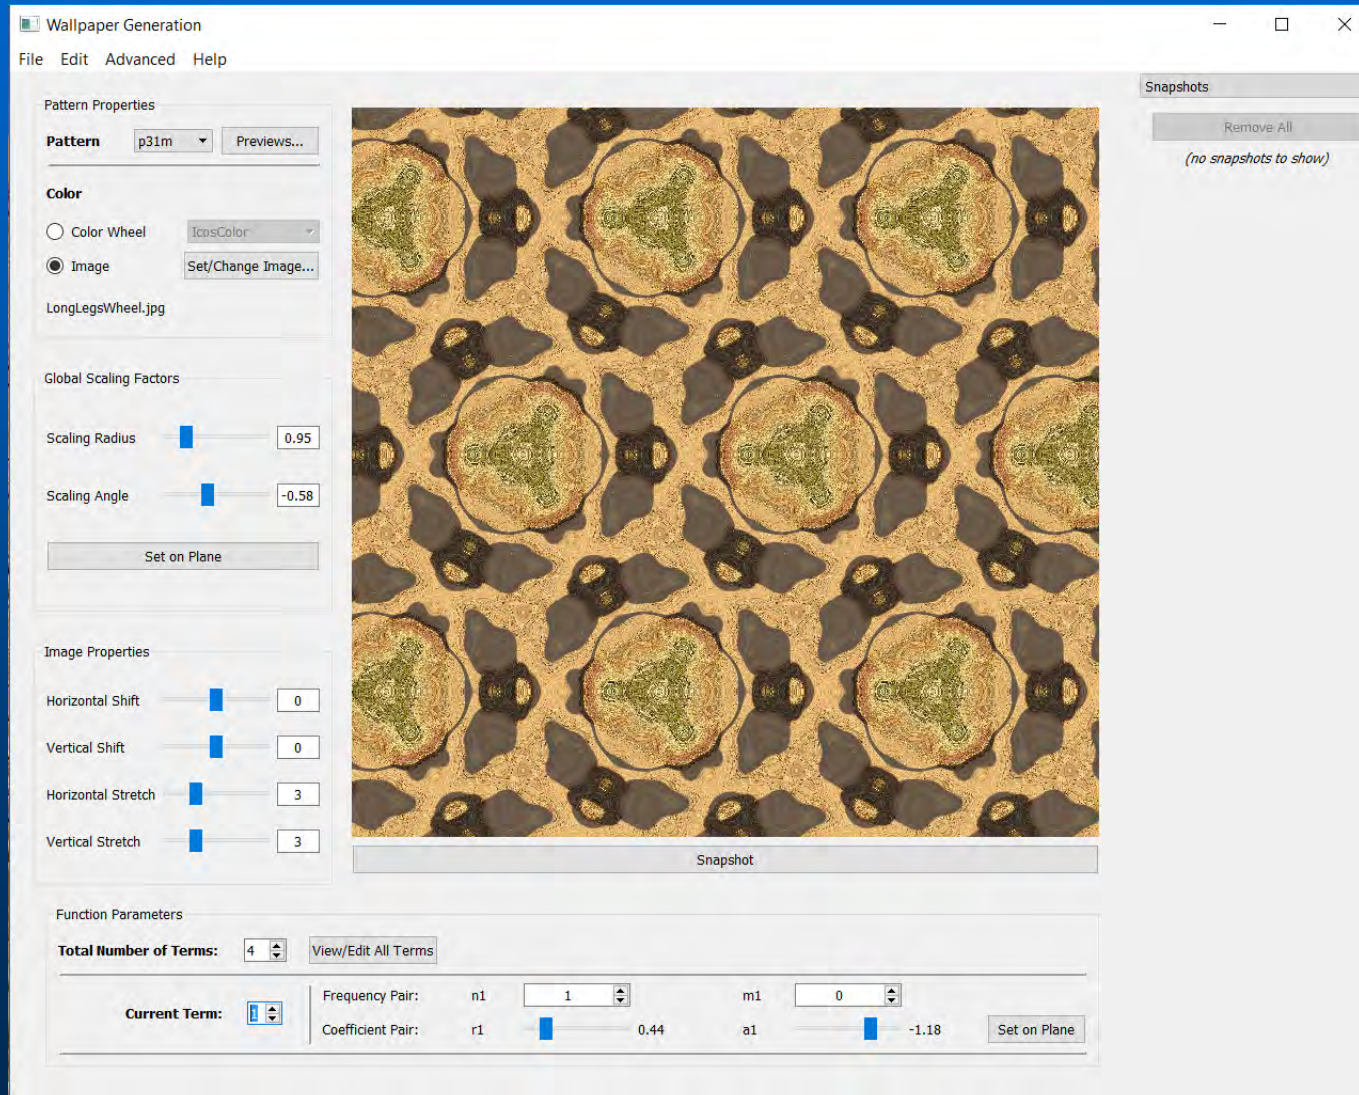 Wallpaper Generation
File Edit Advanced Help
Snapshots
Remove All
(no snapshots to show)
Pattern Properties
Pattern p31m Previews...
Color
Color Wheel IcosColor
Image Set/Change Image...
LongLegsWheel.jpg
Global Scaling Factors
Scaling Radius 0.95
Scaling Angle -0.58
Set on Plane
Image Properties
Horizontal Shift 0
Vertical Shift 0
Horizontal Stretch 3
Vertical Stretch 3
Snapshot
Function Parameters
Total Number of Terms: 4 View/Edit All Terms
Current Term: 1
Frequency Pair: n1 1 m1 0
Coefficient Pair: r1 0.44 a1 -1.18 Set on Plane